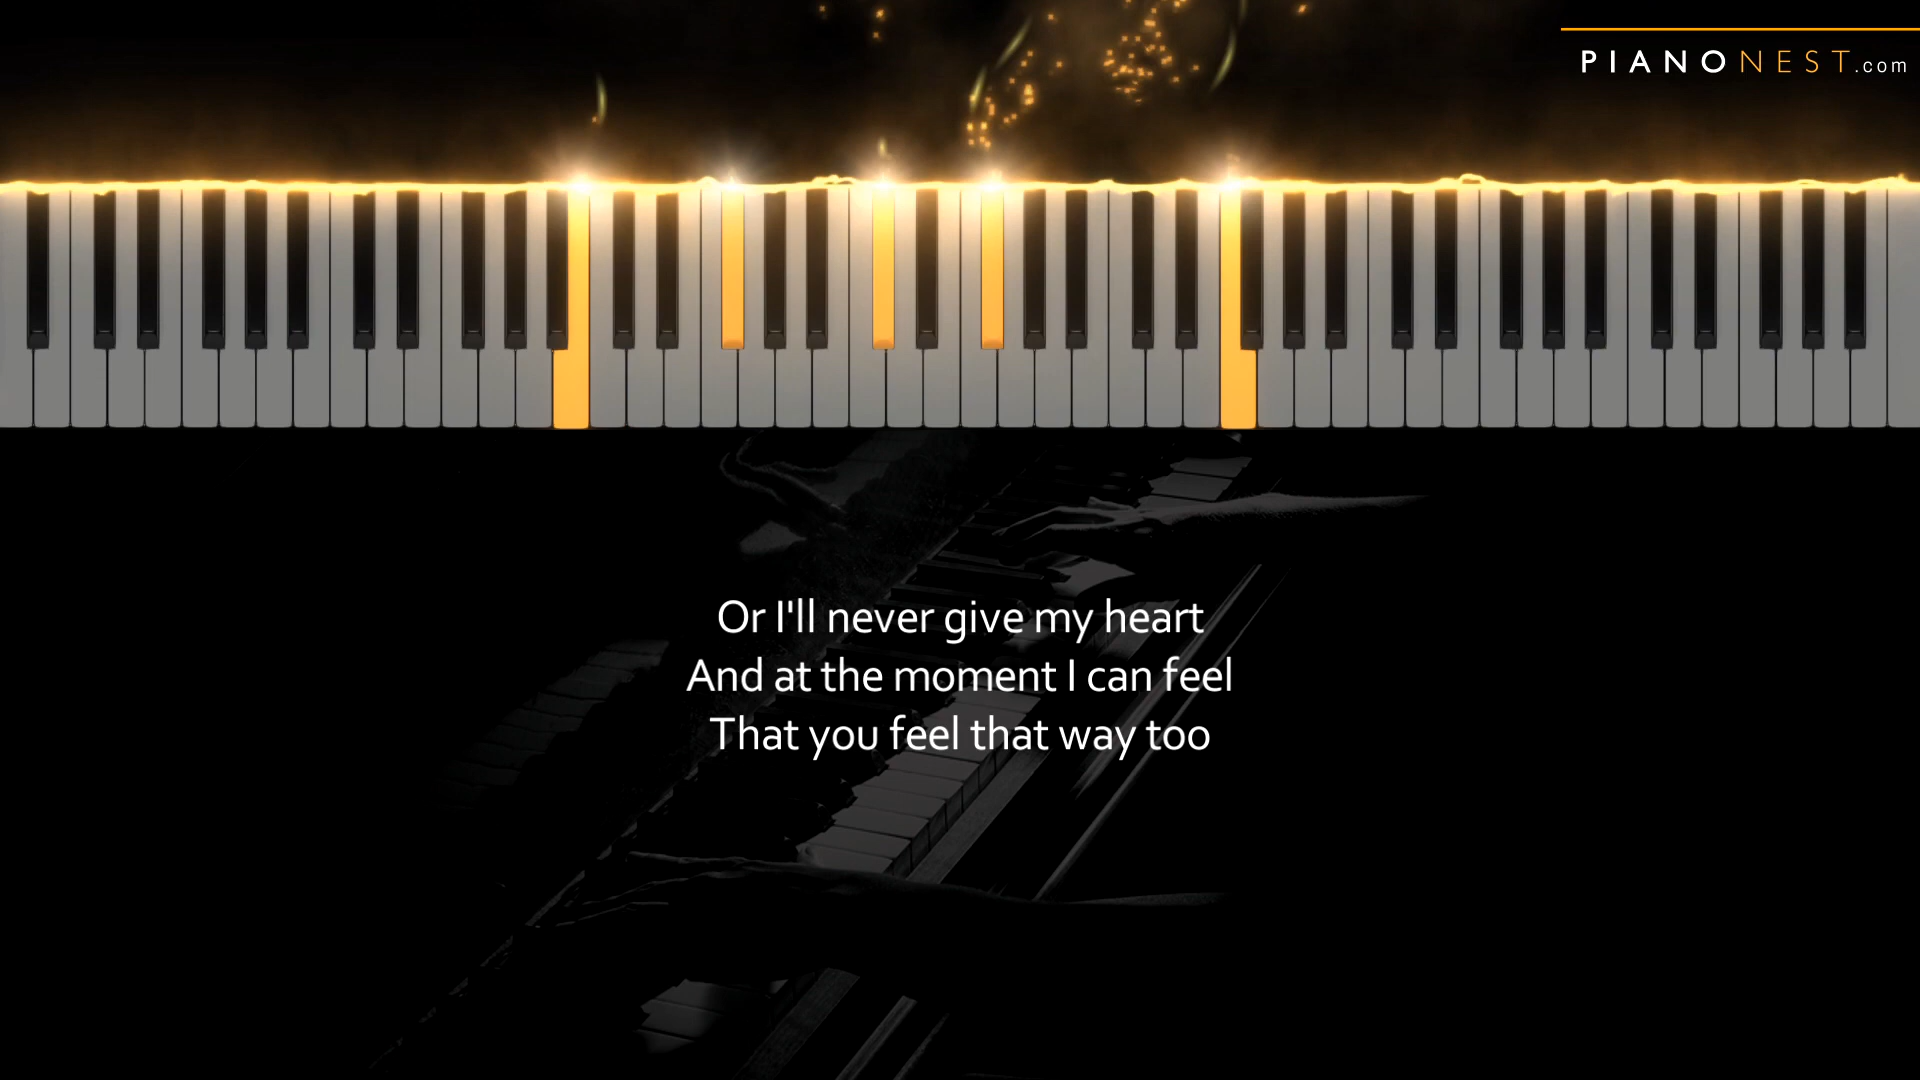 PIANONEST.com
Or I'll never give my heart
And at the moment I can feel
That you feel that way too